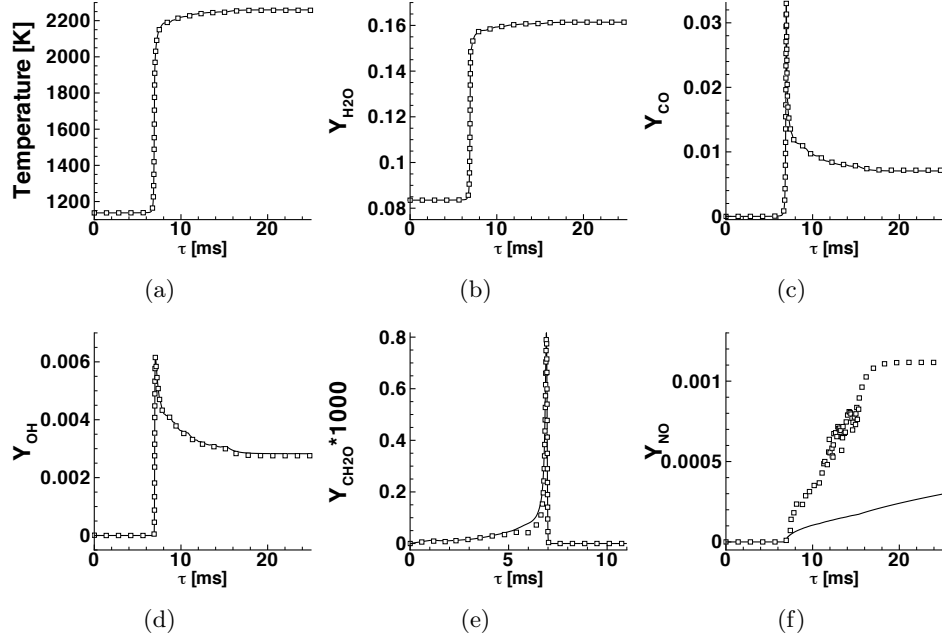 Temperature [K]
2200
2000
1800
1600
1400
1200
0
10
20
τ [ms]
(a)
Y_H2O
0.16
0.14
0.12
0.1
0.08
0
10
20
τ [ms]
(b)
Y_CO
0.03
0.02
0.01
0
0
10
20
τ [ms]
(c)
Y_OH
0.006
0.004
0.002
0
0
10
20
τ [ms]
(d)
Y_CH2O*1000
0.8
0.6
0.4
0.2
0
0
5
10
τ [ms]
(e)
Y_NO
0.001
0.0005
0
0
10
20
τ [ms]
(f)